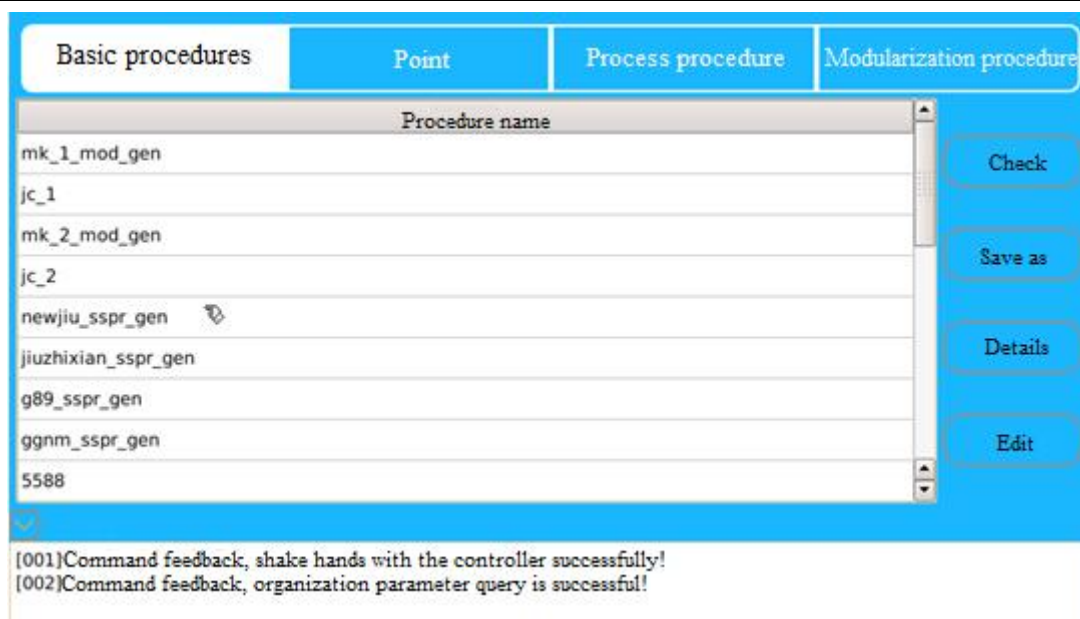 Basic procedures
Point
Process procedure
Modularization procedure
Procedure name
mk_1_mod_gen
jc_1
mk_2_mod_gen
jc_2
newjiu_sspr_gen
jiuzhixian_sspr_gen
g89_sspr_gen
ggnm_sspr_gen
5588
Check
Save as
Details
Edit
[001]Command feedback, shake hands with the controller successfully!
[002]Command feedback, organization parameter query is successful!